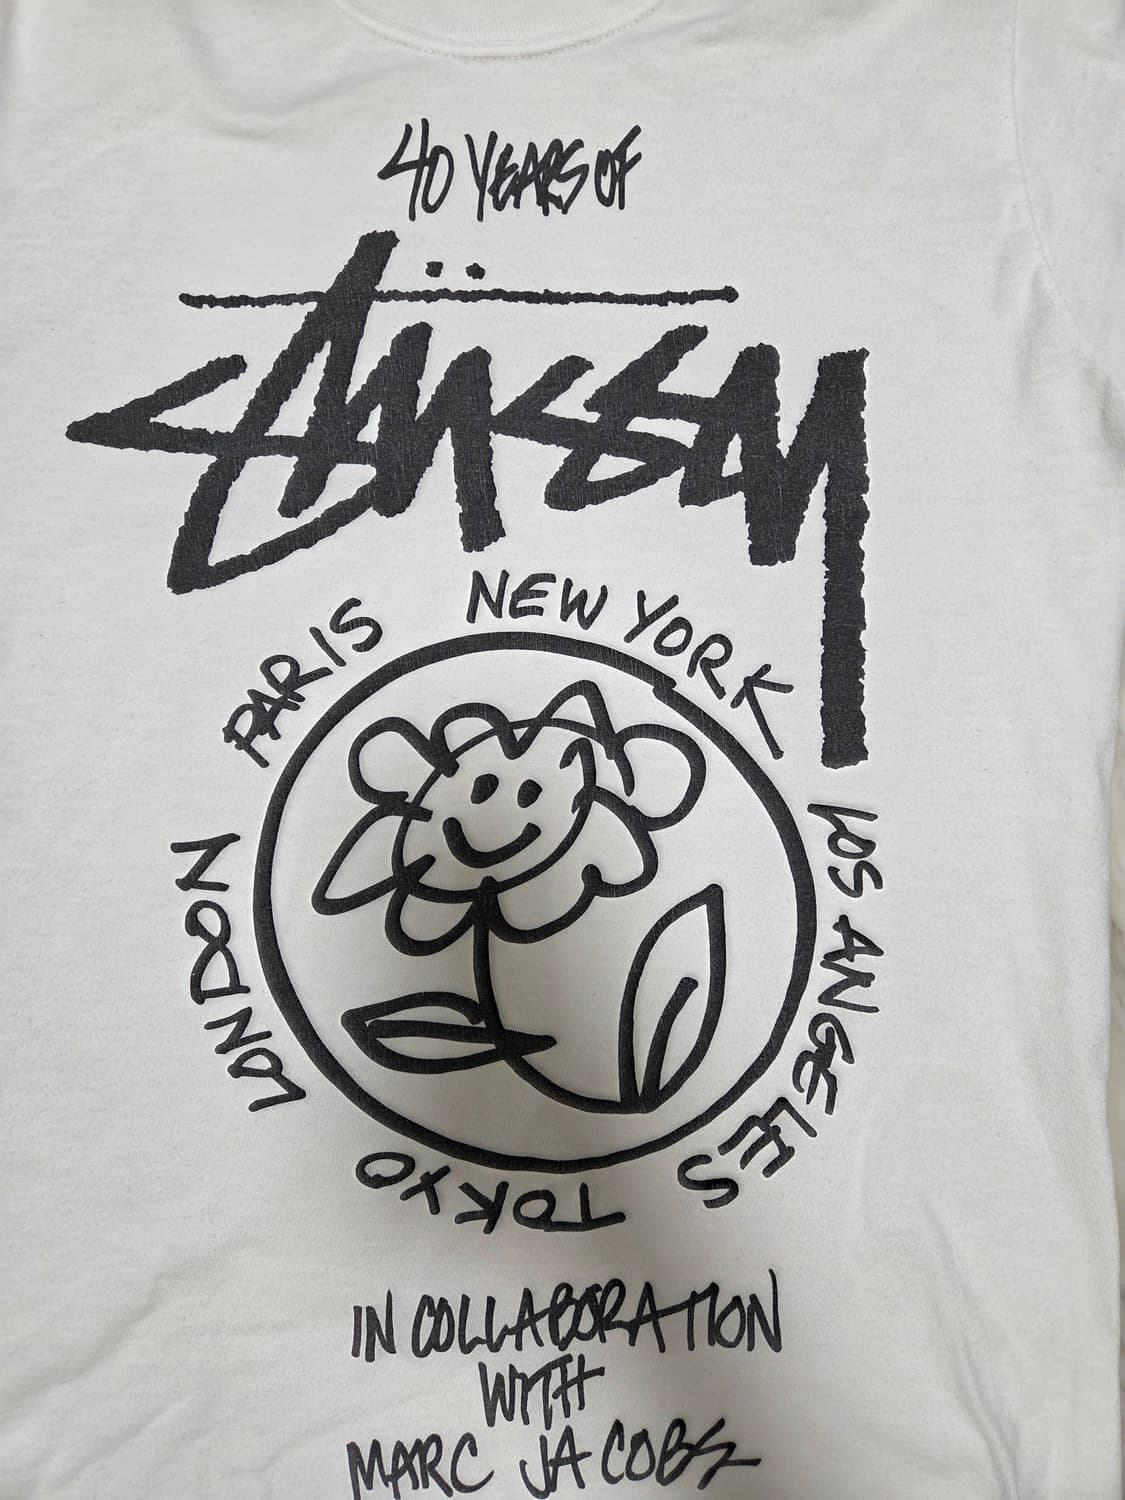 40 YEARS OF
Stüssy
PARIS
NEW YORK
LOS ANGELES
TOKYO
LONDON
IN COLLABORATION
WITH
MARC JACOBS